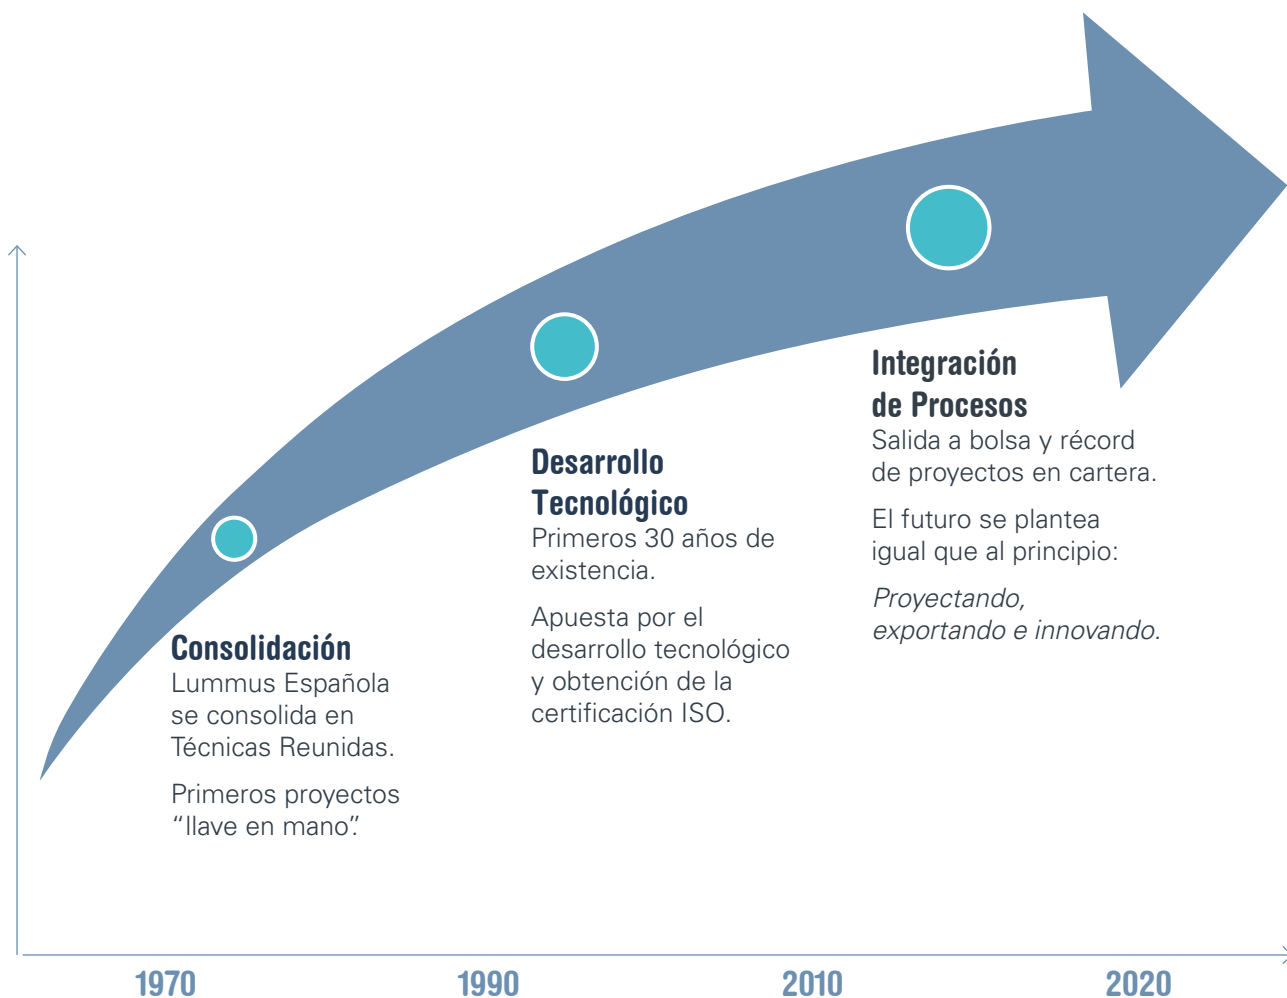 Consolidación
Lummus Española
se consolida en
Técnicas Reunidas.
Primeros proyectos
“llave en mano”.
Desarrollo
Tecnológico
Primeros 30 años de
existencia.
Apuesta por el
desarrollo tecnológico
y obtención de la
certificación ISO.
Integración
de Procesos
Salida a bolsa y récord
de proyectos en cartera.
El futuro se plantea
igual que al principio:
Proyectando,
exportando e innovando.
1970 1990 2010 2020